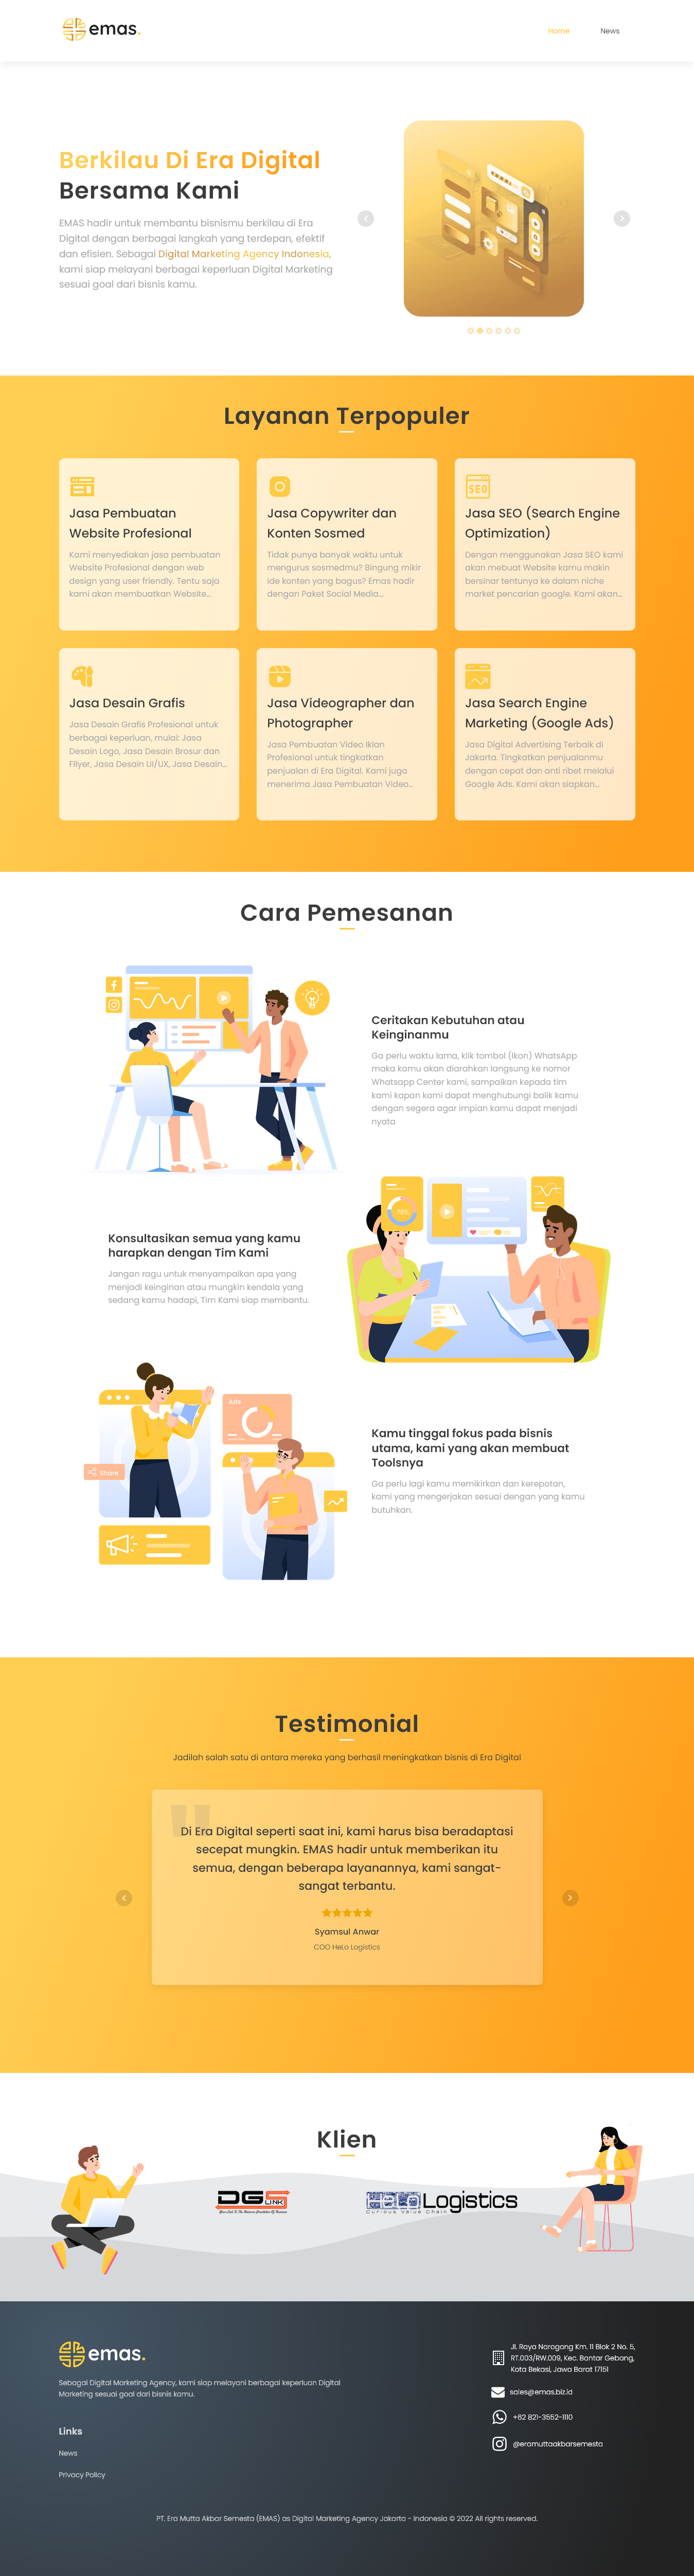 emas.
Home
News
Berkilau Di Era Digital
Bersama Kami
EMAS hadir untuk membantu bisnismu berkilau di Era
Digital dengan berbagai langkah yang terdepan, efektif
dan efisien. Sebagai Digital Marketing Agency Indonesia,
kami siap melayani berbagai keperluan Digital Marketing
sesuai goal dari bisnis kamu.
Layanan Terpopuler
Jasa Pembuatan
Website Profesional
Kami menyediakan jasa pembuatan
Website Profesional dengan web
design yang user friendly. Tentu saja
kami akan membuatkan Website...
Jasa Copywriter dan
Konten Sosmed
Tidak punya banyak waktu untuk
mengurus sosmedmu? Bingung mikir
ide konten yang bagus? Emas hadir
dengan Paket Social Media...
SEO
Jasa SEO (Search Engine
Optimization)
Dengan menggunakan Jasa SEO kami
akan mebuat Website kamu makin
bersinar tentunya ke dalam niche
market pencarian google. Kami akan...
Jasa Desain Grafis
Jasa Desain Grafis Profesional untuk
berbagai keperluan, mulai: Jasa
Desain Logo, Jasa Desain Brosur dan
Fllyer, Jasa Desain UI/UX, Jasa Desain...
Jasa Videographer dan
Photographer
Jasa Pembuatan Video Iklan
Profesional untuk tingkatkan
penjualan di Era Digital. Kami juga
menerima Jasa Pembuatan Video...
Jasa Search Engine
Marketing (Google Ads)
Jasa Digital Advertising Terbaik di
Jakarta. Tingkatkan penjualanmu
dengan cepat dan anti ribet melalui
Google Ads. Kami akan siapkan...
Cara Pemesanan
Ceritakan Kebutuhan atau
Keinginanmu
Ga perlu waktu lama, klik tombol (Ikon) WhatsApp
maka kamu akan diarahkan langsung ke nomor
Whatsapp Center kami, sampaikan kepada tim
kami kapan kami dapat menghubungi balik kamu
dengan segera agar impian kamu dapat menjadi
nyata
78%
Konsultasikan semua yang kamu
harapkan dengan Tim Kami
Jangan ragu untuk menyampaikan apa yang
menjadi keinginan atau mungkin kendala yang
sedang kamu hadapi, Tim Kami siap membantu.
Ads
Share
Kamu tinggal fokus pada bisnis
utama, kami yang akan membuat
Toolsnya
Ga perlu lagi kamu memikirkan dan kerepotan,
kami yang mengerjakan sesuai dengan yang kamu
butuhkan.
Testimonial
Jadilah salah satu di antara mereka yang berhasil meningkatkan bisnis di Era Digital
"
Di Era Digital seperti saat ini, kami harus bisa beradaptasi
secepat mungkin. EMAS hadir untuk memberikan itu
semua, dengan beberapa layanannya, kami sangat-
sangat terbantu.
Syamsul Anwar
COO HeLo Logistics
Klien
DGS
LINK
Helo Logistics
Curious Value Chain
emas.
Sebagai Digital Marketing Agency, kami siap melayani berbagai keperluan Digital
Marketing sesuai goal dari bisnis kamu.
Links
News
Privacy Policy
Jl. Raya Narogong Km. 11 Blok 2 No. 5,
RT.003/RW.009, Kec. Bantar Gebang,
Kota Bekasi, Jawa Barat 17151
sales@emas.biz.id
+62 821-3552-1110
@eramuttaakbarsemesta
PT. Era Mutta Akbar Semesta (EMAS) as Digital Marketing Agency Jakarta - Indonesia © 2022 All rights reserved.